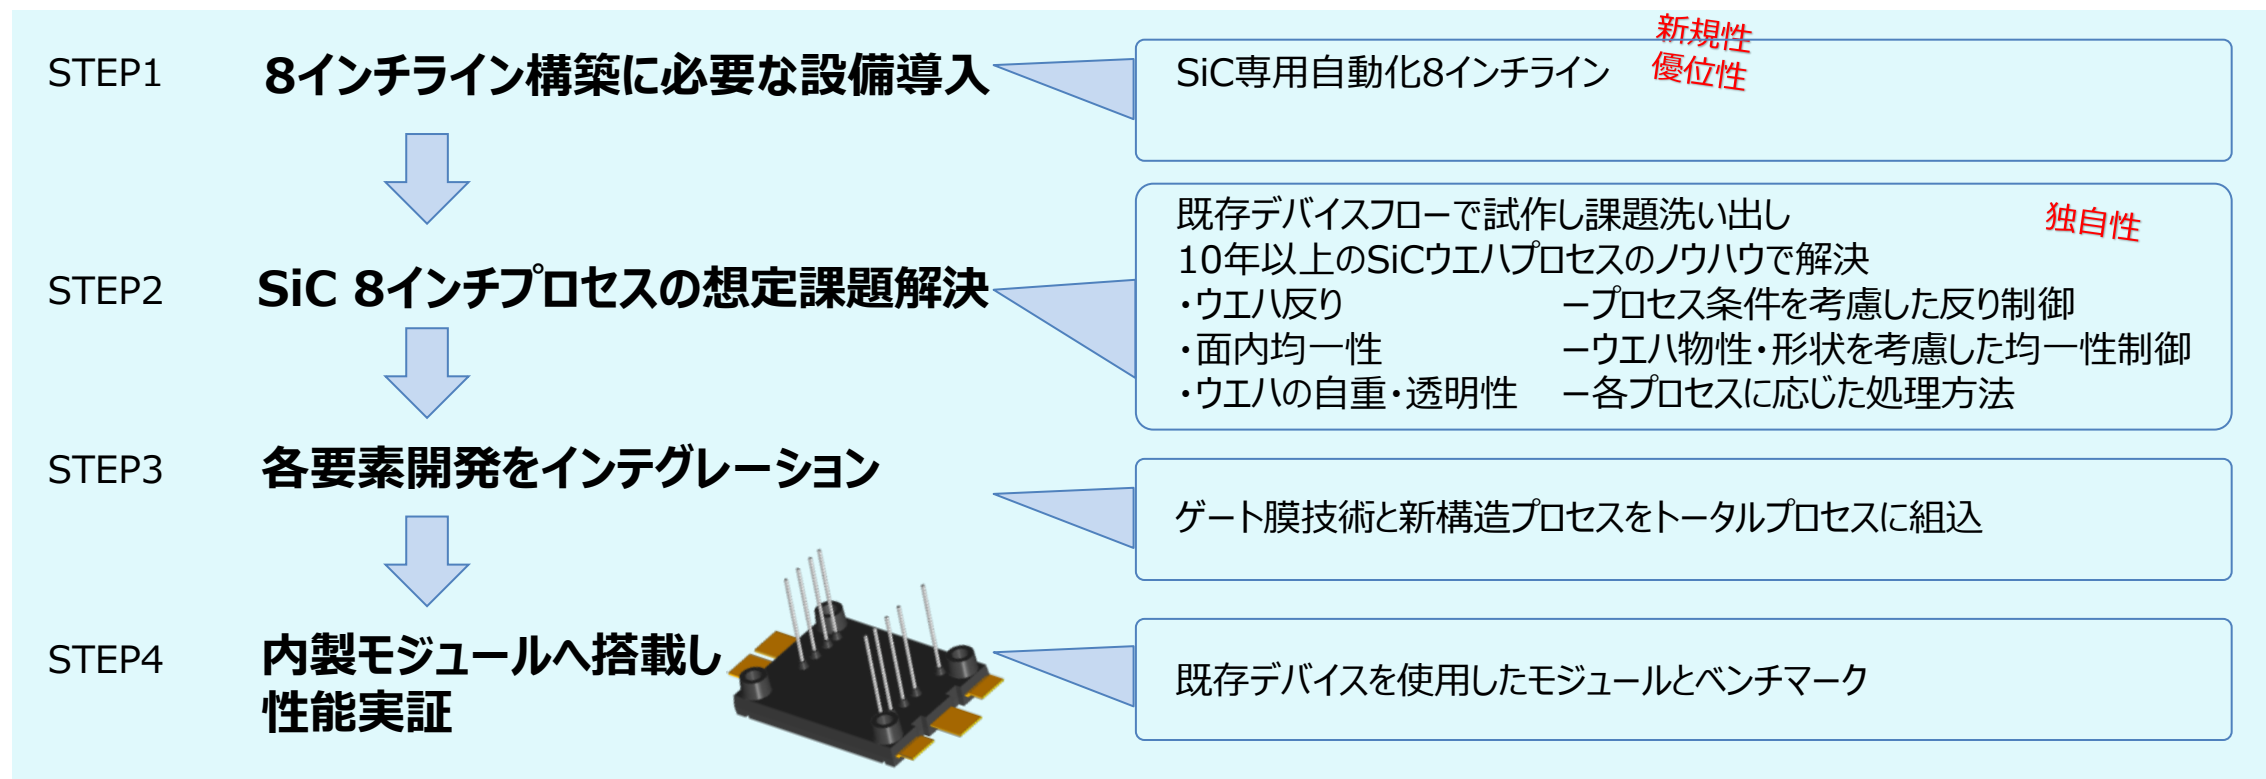 STEP1
8インチライン構築に必要な設備導入
SiC専用自動化8インチライン
新規性
優位性
STEP2
SiC 8インチプロセスの想定課題解決
既存デバイスフローで試作し課題洗い出し
独自性
10年以上のSiCウエハプロセスのノウハウで解決
・ウエハ反り －プロセス条件を考慮した反り制御
・面内均一性 －ウエハ物性・形状を考慮した均一性制御
・ウエハの自重・透明性 －各プロセスに応じた処理方法
STEP3
各要素開発をインテグレーション
ゲート膜技術と新構造プロセスをトータルプロセスに組込
STEP4
内製モジュールへ搭載し
性能実証
既存デバイスを使用したモジュールとベンチマーク